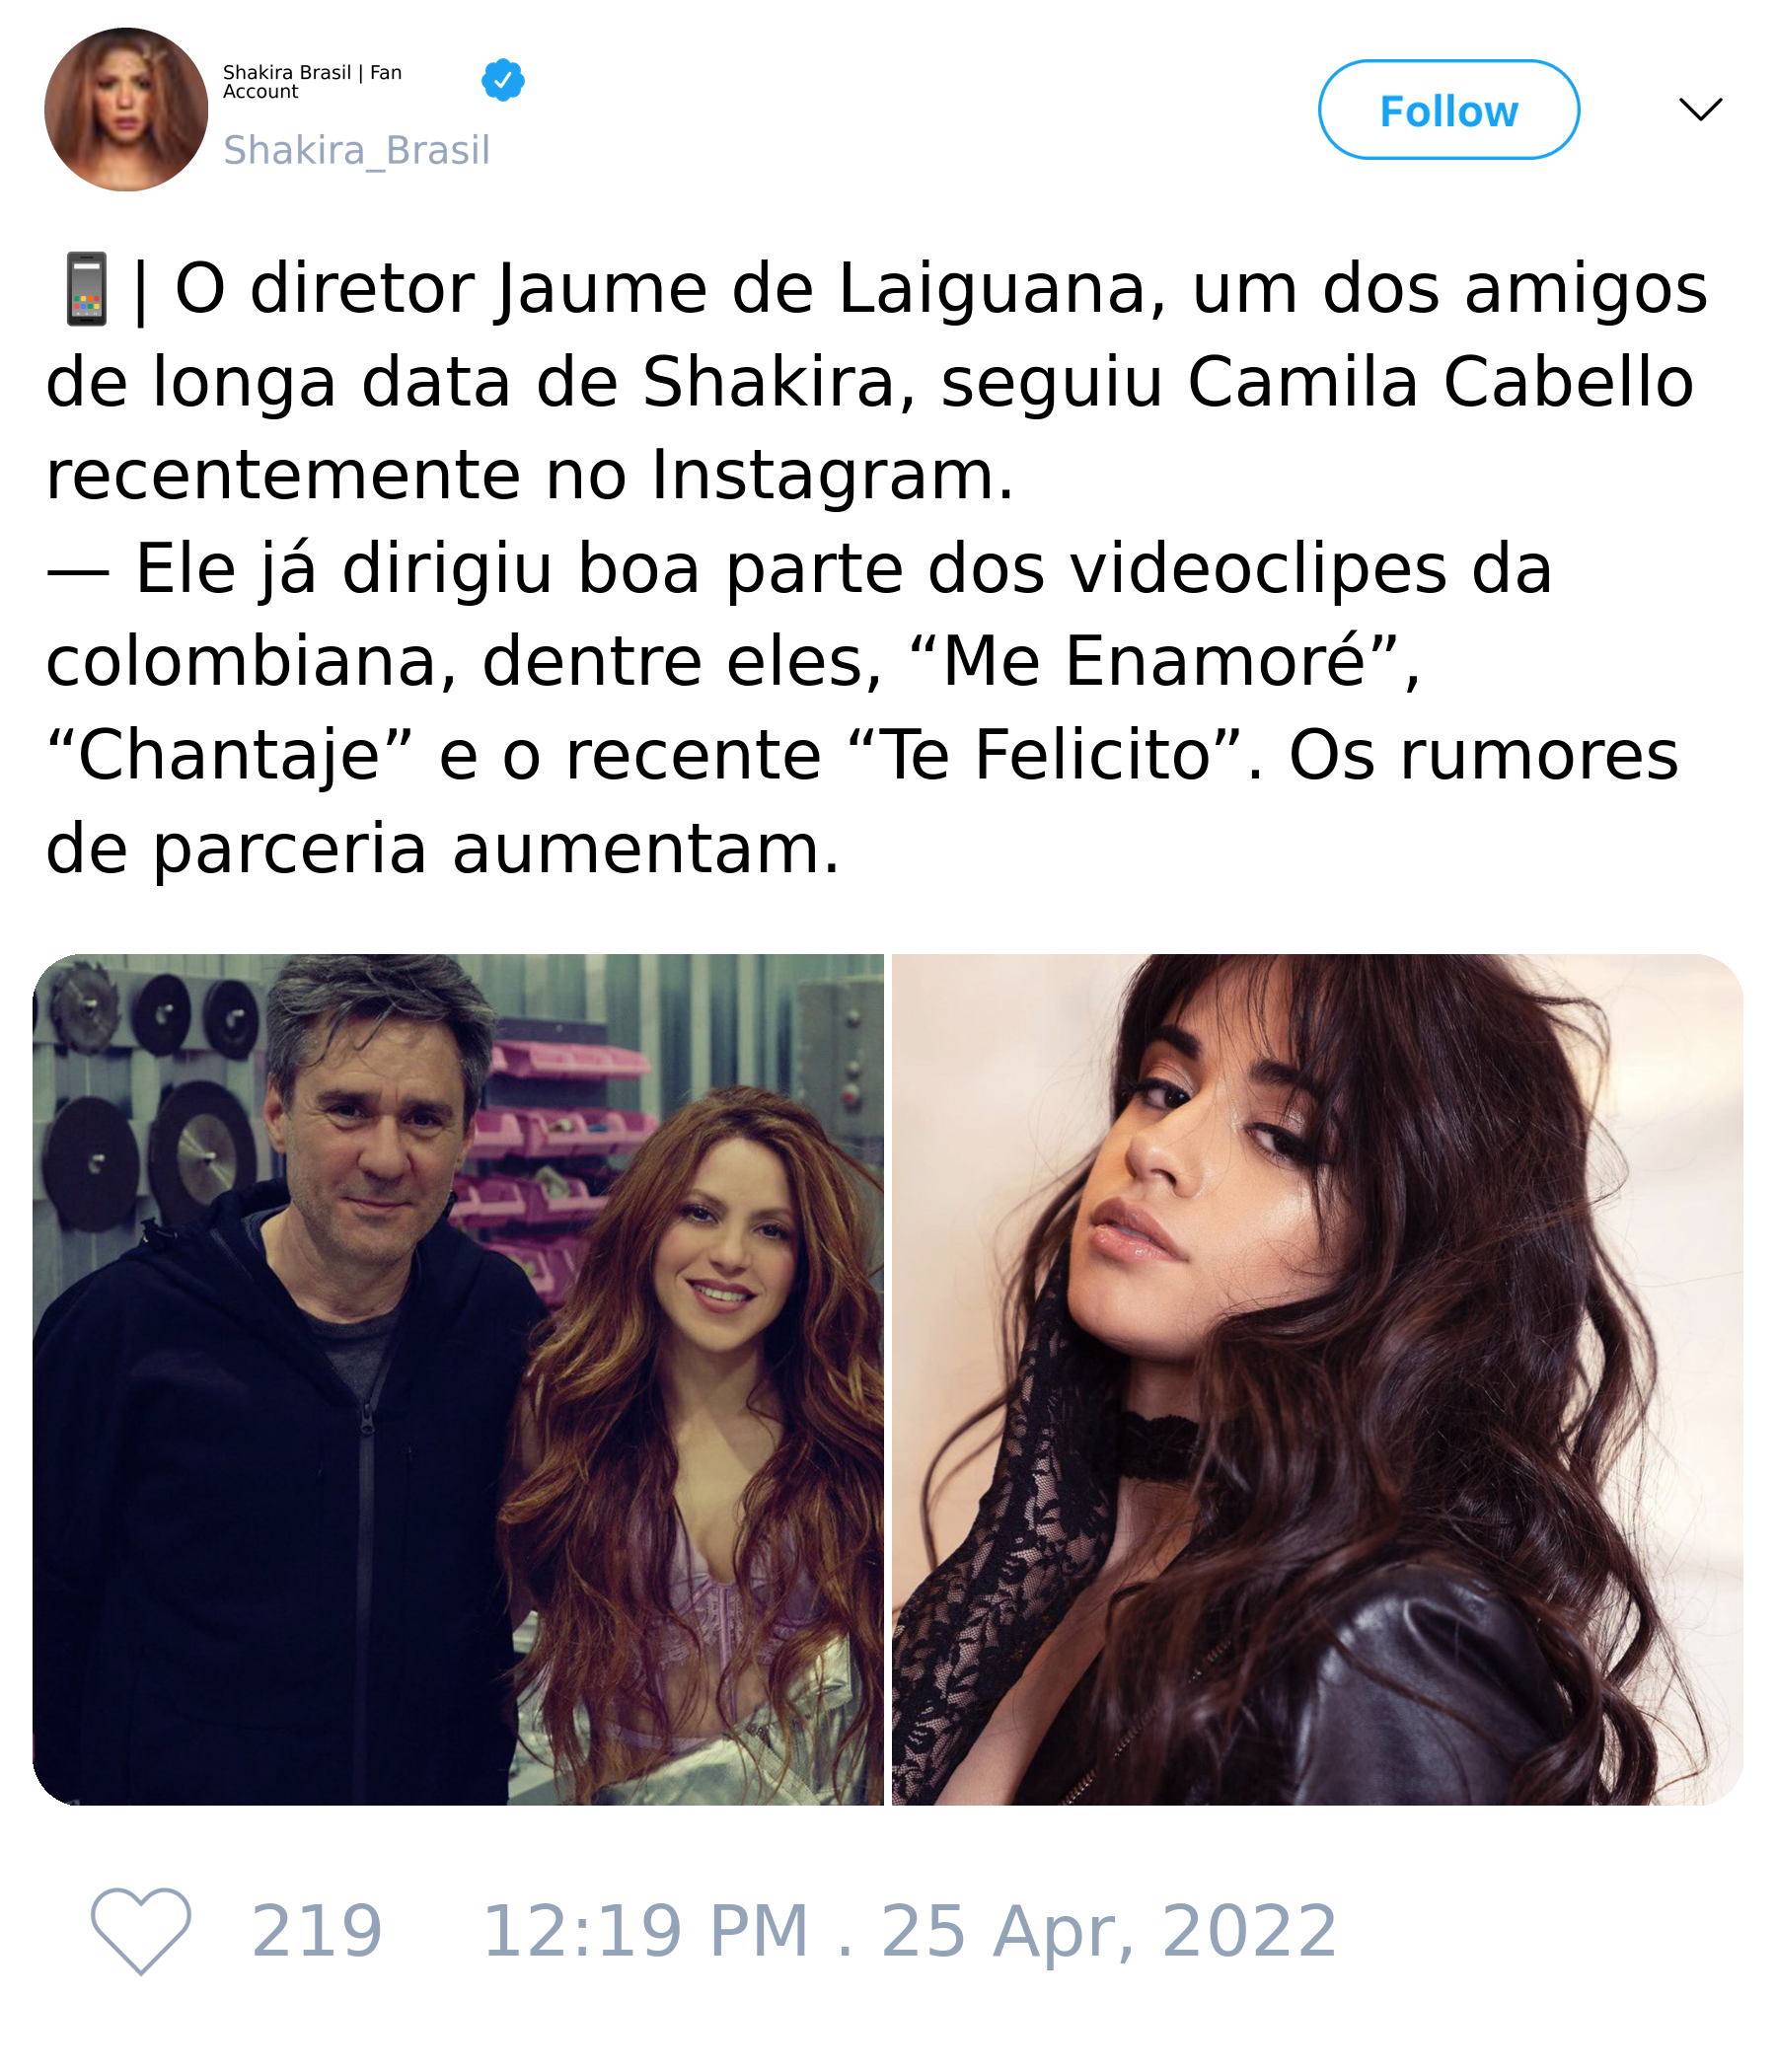 Shakira Brasil | Fan
Account
Shakira_Brasil
Follow
📱| O diretor Jaume de Laiguana, um dos amigos
de longa data de Shakira, seguiu Camila Cabello
recentemente no Instagram.
— Ele já dirigiu boa parte dos videoclipes da
colombiana, dentre eles, “Me Enamoré”,
“Chantaje” e o recente “Te Felicito”. Os rumores
de parceria aumentam.
219 12:19 PM . 25 Apr, 2022